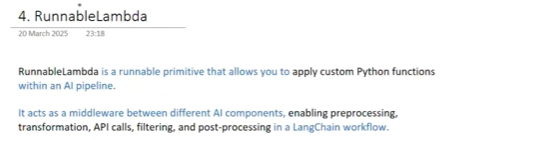 4. RunnableLambda
20 March 2025 23:18
RunnableLambda is a runnable primitive that allows you to apply custom Python functions
within an AI pipeline.
It acts as a middleware between different AI components, enabling preprocessing,
transformation, API calls, filtering, and post-processing in a LangChain workflow.